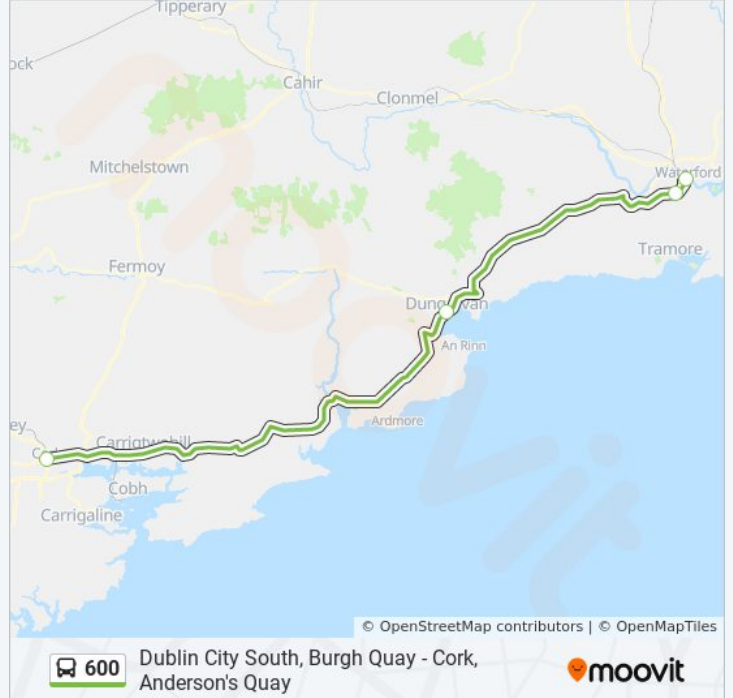 Tipperary
ock
Cahir
Clonmel
Mitchelstown
Waterford
Tramore
Fermoy
Dungarvan
An Rinn
Ardmore
ey
Carrigtwohill
Cobh
Carrigaline
moovit
© OpenStreetMap contributors | © OpenMapTiles
600
Dublin City South, Burgh Quay - Cork,
Anderson's Quay
moovit